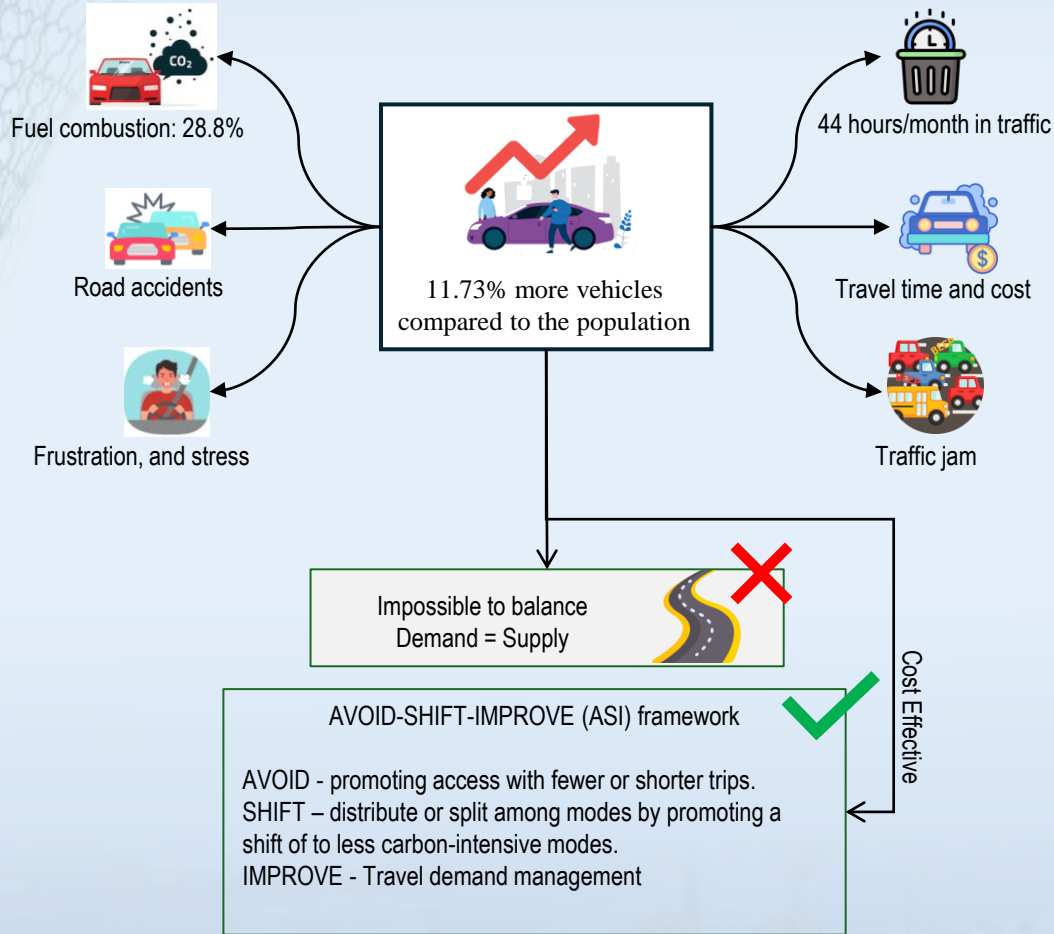 CO₂
Fuel combustion: 28.8%
Road accidents
Frustration, and stress
11.73% more vehicles
compared to the population
44 hours/month in traffic
$
Travel time and cost
BEEP
BEEP
Traffic jam
Impossible to balance
Demand = Supply
Cost Effective
AVOID-SHIFT-IMPROVE (ASI) framework
AVOID - promoting access with fewer or shorter trips.
SHIFT – distribute or split among modes by promoting a
shift of to less carbon-intensive modes.
IMPROVE - Travel demand management